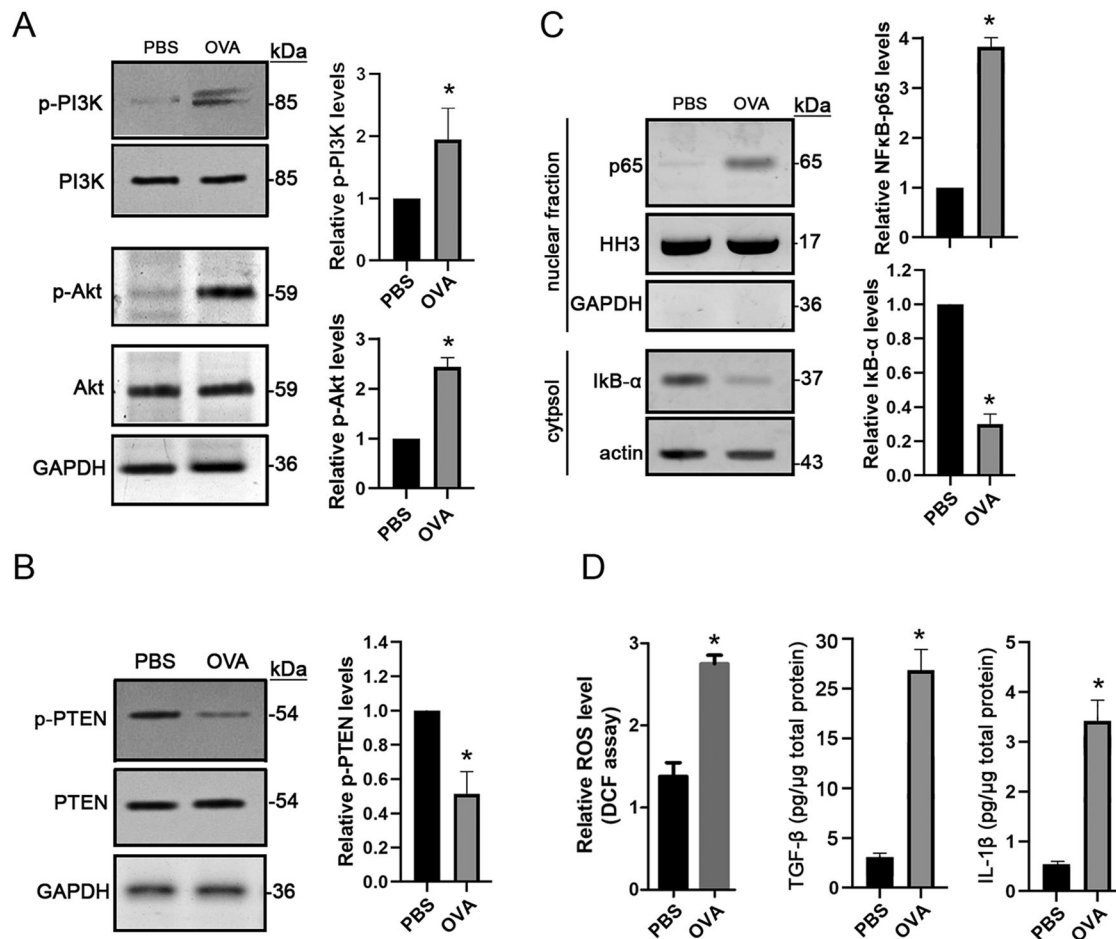 A
PBS OVA kDa
p-PI3K -85
PI3K -85
p-Akt -59
Akt -59
GAPDH -36
Relative p-PI3K levels
3
2
1
0
PBS OVA
*
Relative p-Akt levels
3
2
1
0
PBS OVA
*
B
PBS OVA kDa
p-PTEN -54
PTEN -54
GAPDH -36
Relative p-PTEN levels
1.4
1.2
1.0
0.8
0.6
0.4
0.2
0.0
PBS OVA
*
C
PBS OVA kDa
nuclear fraction
p65 -65
HH3 -17
GAPDH -36
cytpsol
IkB-α -37
actin -43
Relative NFκB-p65 levels
4
3
2
1
0
PBS OVA
*
Relative IκB-α levels
1.2
1.0
0.8
0.6
0.4
0.2
0.0
PBS OVA
*
D
Relative ROS level
(DCF assay)
3
2
1
0
PBS OVA
*
TGF-β (pg/µg total protein)
30
25
20
15
10
5
0
PBS OVA
*
IL-1β (pg/µg total protein)
5
4
3
2
1
0
PBS OVA
*